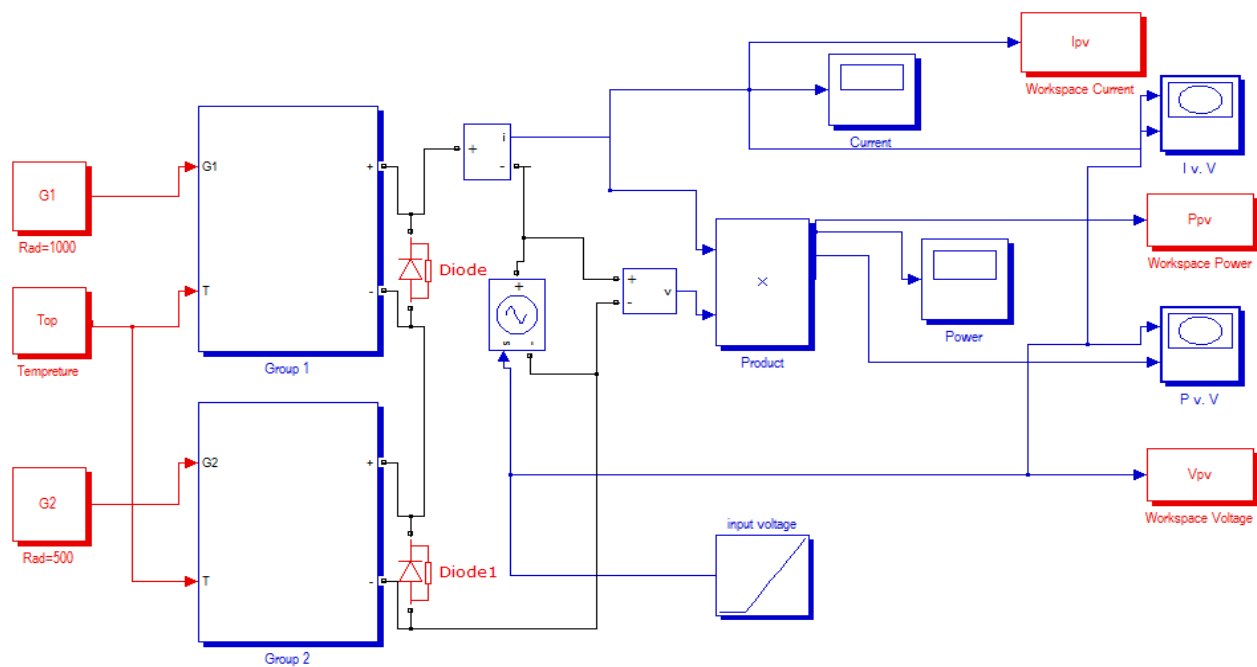 Ipv
Workspace Current
i
+
-
Current
I v. V
G1
Rad=1000
G1
+
T
-
Group 1
Diode
Top
Tempreture
+
s
-
+
-
v
×
Product
Ppv
Workspace Power
Power
P v. V
G2
Rad=500
G2
+
T
-
Group 2
Diode1
input voltage
Vpv
Workspace Voltage